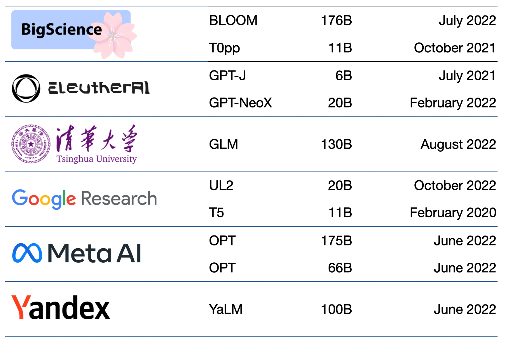 BigScience
BLOOM 176B July 2022
T0pp 11B October 2021
EleutherAI
GPT-J 6B July 2021
GPT-NeoX 20B February 2022
清華大学
Tsinghua University
GLM 130B August 2022
Google Research
UL2 20B October 2022
T5 11B February 2020
Meta AI
OPT 175B June 2022
OPT 66B June 2022
Yandex
YaLM 100B June 2022